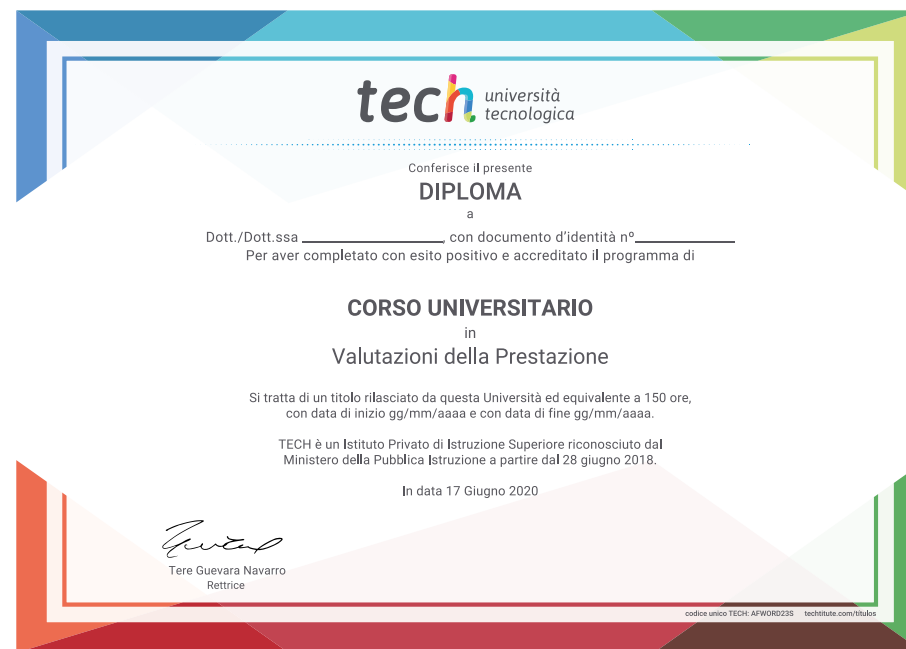 tech università
tecnologica
Conferisce il presente
DIPLOMA
a
Dott./Dott.ssa ____________, con documento d'identità nº__________
Per aver completato con esito positivo e accreditato il programma di
CORSO UNIVERSITARIO
in
Valutazioni della Prestazione
Si tratta di un titolo rilasciato da questa Università ed equivalente a 150 ore,
con data di inizio gg/mm/aaaa e con data di fine gg/mm/aaaa.
TECH è un Istituto Privato di Istruzione Superiore riconosciuto dal
Ministero della Pubblica Istruzione a partire dal 28 giugno 2018.
In data 17 Giugno 2020
Tere Guevara Navarro
Rettrice
codice unico TECH: AFWORD23S techtitute.com/titulos